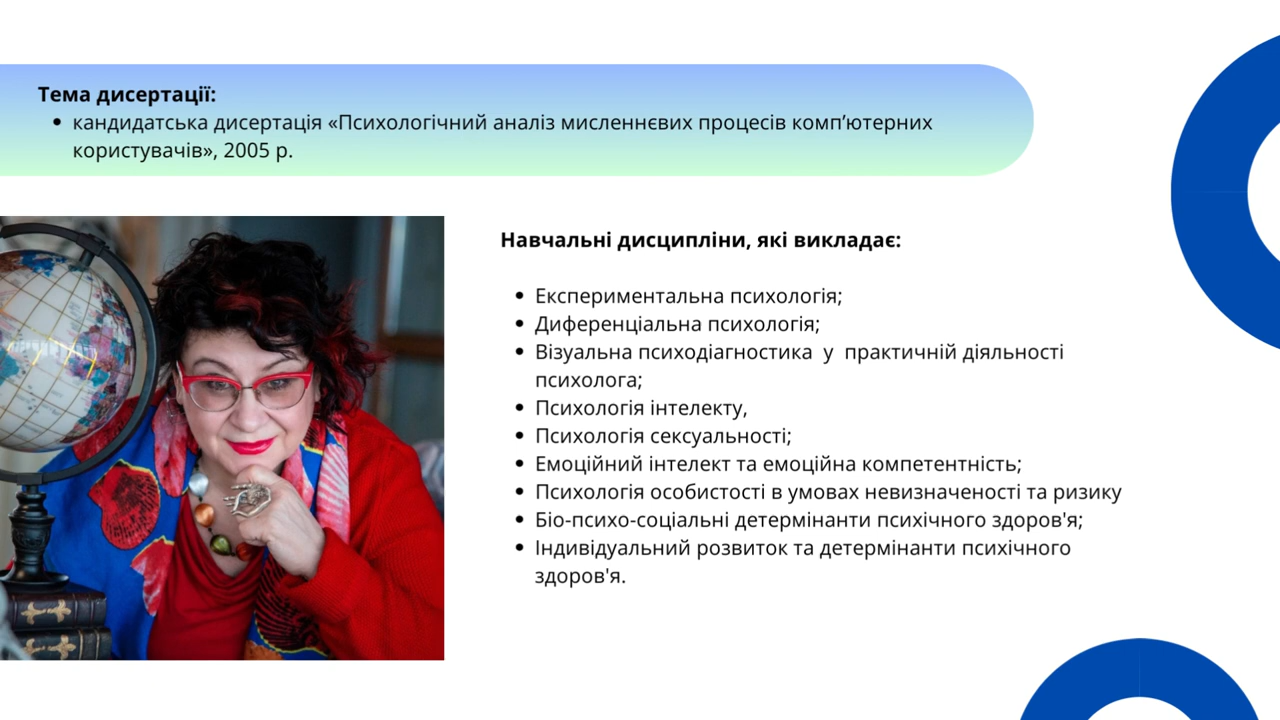 Тема дисертації:
• кандидатська дисертація «Психологічний аналіз мисленнєвих процесів комп’ютерних
користувачів», 2005 р.
Навчальні дисципліни, які викладає:
• Експериментальна психологія;
• Диференціальна психологія;
• Візуальна психодіагностика  у  практичній діяльності
психолога;
• Психологія інтелекту,
• Психологія сексуальності;
• Емоційний інтелект та емоційна компетентність;
• Психологія особистості в умовах невизначеності та ризику
• Біо-психо-соціальні детермінанти психічного здоров'я;
• Індивідуальний розвиток та детермінанти психічного
здоров'я.